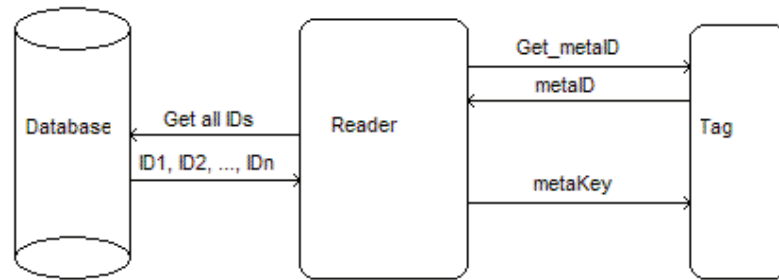 Database
Get all IDs
ID1, ID2, ..., IDn
Reader
Get_metaID
metaID
metaKey
Tag